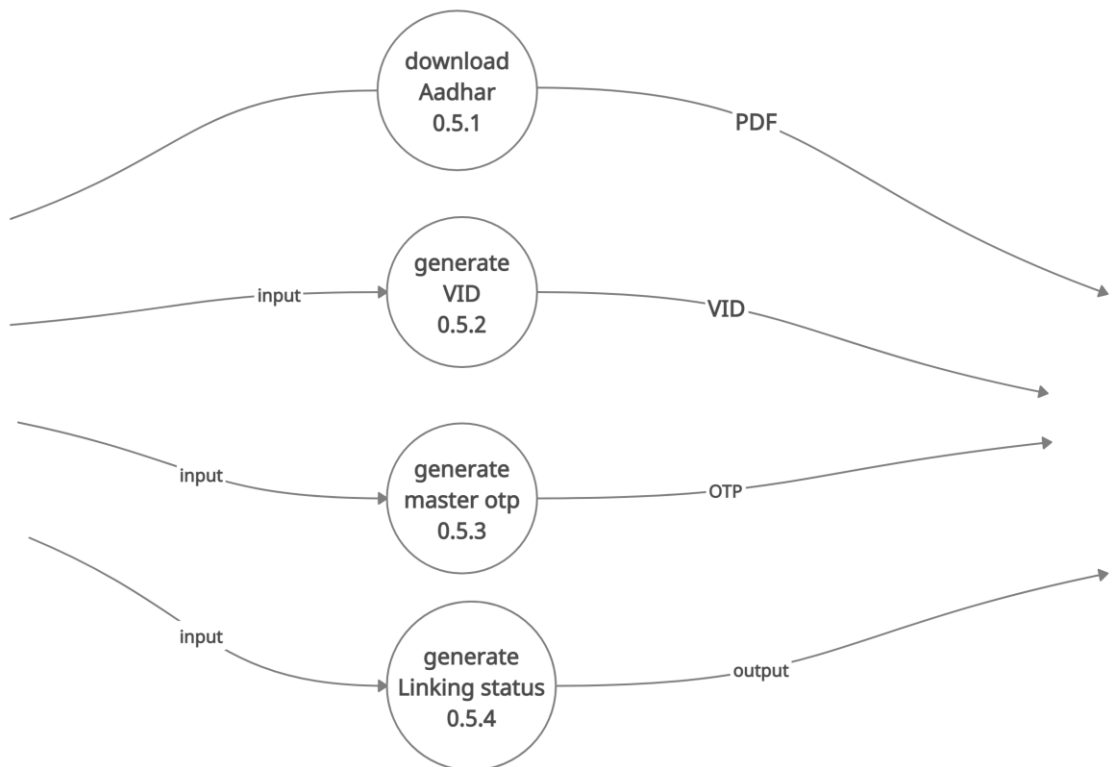 download
Aadhar
0.5.1
PDF
generate
VID
0.5.2
input
VID
generate
master otp
0.5.3
input
OTP
generate
Linking status
0.5.4
input
output